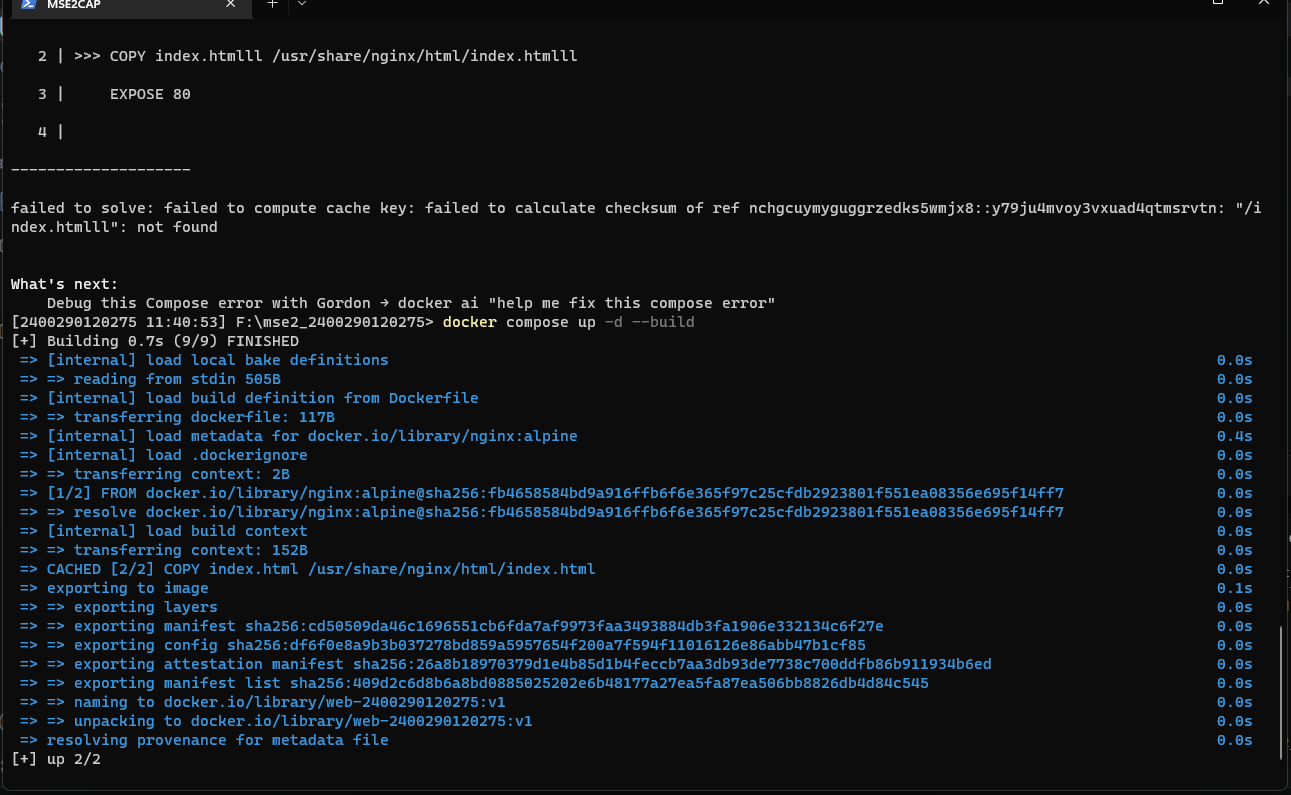 MSE2CAP
2 | >>> COPY index.htmlll /usr/share/nginx/html/index.htmlll
3 |     EXPOSE 80
4 |
--------------------
failed to solve: failed to compute cache key: failed to calculate checksum of ref nchgcuymyguggrzedks5wmjx8::y79ju4mvoy3vxuad4qtmsrvtn: "/i
ndex.htmlll": not found
What's next:
    Debug this Compose error with Gordon → docker ai "help me fix this compose error"
[2400290120275 11:40:53] F:\mse2_2400290120275> docker compose up -d --build
[+] Building 0.7s (9/9) FINISHED
=> [internal] load local bake definitions 0.0s
=> => reading from stdin 505B 0.0s
=> [internal] load build definition from Dockerfile 0.0s
=> => transferring dockerfile: 117B 0.0s
=> [internal] load metadata for docker.io/library/nginx:alpine 0.4s
=> [internal] load .dockerignore 0.0s
=> => transferring context: 2B 0.0s
=> [1/2] FROM docker.io/library/nginx:alpine@sha256:fb4658584bd9a916ffb6f6e365f97c25cfdb2923801f551ea08356e695f14ff7 0.0s
=> => resolve docker.io/library/nginx:alpine@sha256:fb4658584bd9a916ffb6f6e365f97c25cfdb2923801f551ea08356e695f14ff7 0.0s
=> [internal] load build context 0.0s
=> => transferring context: 152B 0.0s
=> CACHED [2/2] COPY index.html /usr/share/nginx/html/index.html 0.0s
=> exporting to image 0.1s
=> => exporting layers 0.0s
=> => exporting manifest sha256:cd50509da46c1696551cb6fda7af9973faa3493884db3fa1906e332134c6f27e 0.0s
=> => exporting config sha256:df6f0e8a9b3b037278bd859a5957654f200a7f594f11016126e86abb47b1cf85 0.0s
=> => exporting attestation manifest sha256:26a8b18970379d1e4b85d1b4feccb7aa3db93de7738c700ddfb86b911934b6ed 0.0s
=> => exporting manifest list sha256:409d2c6d8b6a8bd0885025202e6b48177a27ea5fa87ea506bb8826db4d84c545 0.0s
=> => naming to docker.io/library/web-2400290120275:v1 0.0s
=> => unpacking to docker.io/library/web-2400290120275:v1 0.0s
=> resolving provenance for metadata file 0.0s
[+] up 2/2